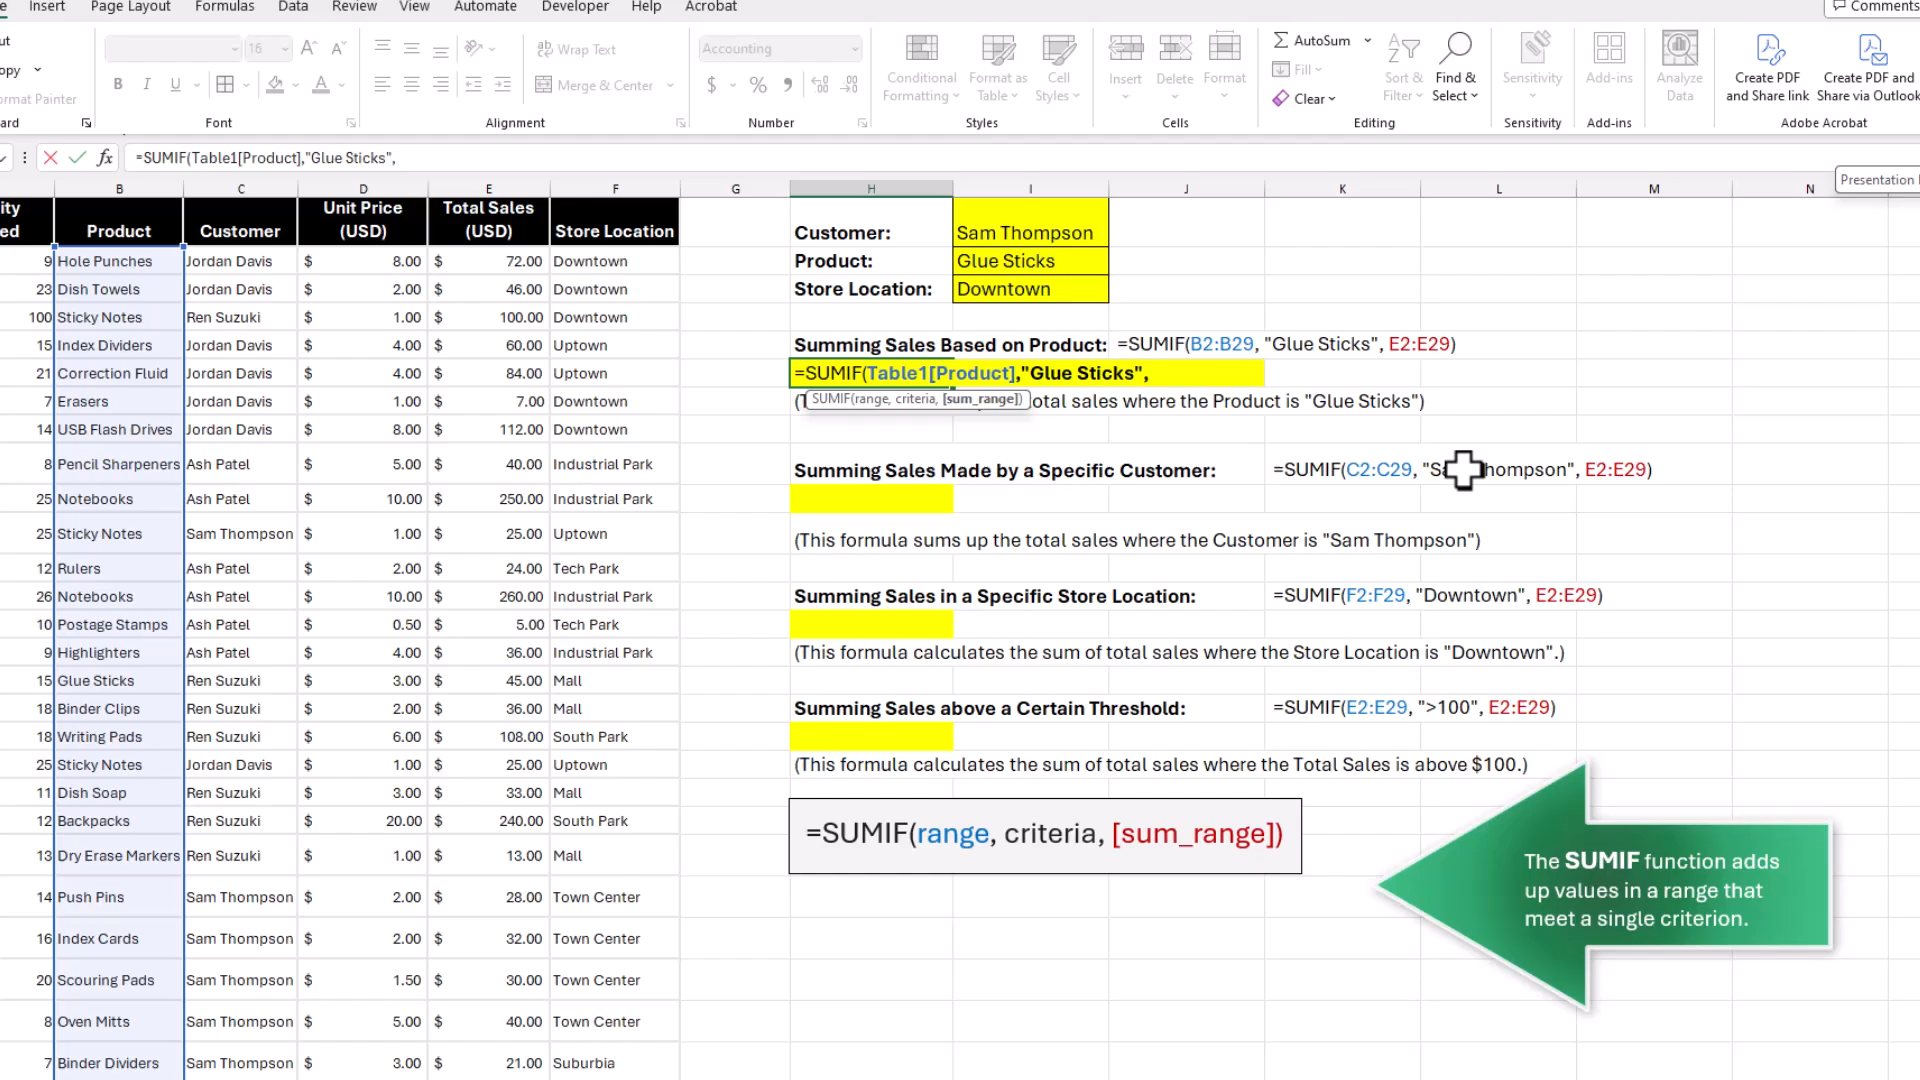 Insert Page Layout Formulas Data Review View Automate Developer Help Acrobat Comments
16 Wrap Text Accounting AutoSum
Merge & Center Fill
Conditional Formatting Format as Table Cell Styles Insert Delete Format Sort & Filter Find & Select Sensitivity Add-ins Analyze Data Create PDF and Share link Create PDF and Share via Outlook
B I U $ % Clear
ormat Painter
Font Alignment Number Styles Cells Editing Sensitivity Add-ins Adobe Acrobat
fx =SUMIF(Table1[Product],"Glue Sticks",
Presentation
B C D E F G H I J K L M N
Product Customer Unit Price (USD) Total Sales (USD) Store Location
9 Hole Punches Jordan Davis $ 8.00 $ 72.00 Downtown
23 Dish Towels Jordan Davis $ 2.00 $ 46.00 Downtown
100 Sticky Notes Ren Suzuki $ 1.00 $ 100.00 Downtown
15 Index Dividers Jordan Davis $ 4.00 $ 60.00 Uptown
21 Correction Fluid Jordan Davis $ 4.00 $ 84.00 Uptown
7 Erasers Jordan Davis $ 1.00 $ 7.00 Downtown
14 USB Flash Drives Jordan Davis $ 8.00 $ 112.00 Downtown
8 Pencil Sharpeners Ash Patel $ 5.00 $ 40.00 Industrial Park
25 Notebooks Ash Patel $ 10.00 $ 250.00 Industrial Park
25 Sticky Notes Sam Thompson $ 1.00 $ 25.00 Uptown
12 Rulers Ash Patel $ 2.00 $ 24.00 Tech Park
26 Notebooks Ash Patel $ 10.00 $ 260.00 Industrial Park
10 Postage Stamps Ash Patel $ 0.50 $ 5.00 Tech Park
9 Highlighters Ash Patel $ 4.00 $ 36.00 Industrial Park
15 Glue Sticks Ren Suzuki $ 3.00 $ 45.00 Mall
18 Binder Clips Ren Suzuki $ 2.00 $ 36.00 Mall
18 Writing Pads Ren Suzuki $ 6.00 $ 108.00 South Park
25 Sticky Notes Jordan Davis $ 1.00 $ 25.00 Uptown
11 Dish Soap Ren Suzuki $ 3.00 $ 33.00 Mall
12 Backpacks Ren Suzuki $ 20.00 $ 240.00 South Park
13 Dry Erase Markers Ren Suzuki $ 1.00 $ 13.00 Mall
14 Push Pins Sam Thompson $ 2.00 $ 28.00 Town Center
16 Index Cards Sam Thompson $ 2.00 $ 32.00 Town Center
20 Scouring Pads Sam Thompson $ 1.50 $ 30.00 Town Center
8 Oven Mitts Sam Thompson $ 5.00 $ 40.00 Town Center
7 Binder Dividers Sam Thompson $ 3.00 $ 21.00 Suburbia
Customer: Sam Thompson
Product: Glue Sticks
Store Location: Downtown
Summing Sales Based on Product: =SUMIF(B2:B29, "Glue Sticks", E2:E29)
=SUMIF(Table1[Product],"Glue Sticks",
SUMIF(range, criteria, [sum_range])
otal sales where the Product is "Glue Sticks")
Summing Sales Made by a Specific Customer: =SUMIF(C2:C29, "Sa hompson", E2:E29)
(This formula sums up the total sales where the Customer is "Sam Thompson")
Summing Sales in a Specific Store Location: =SUMIF(F2:F29, "Downtown", E2:E29)
(This formula calculates the sum of total sales where the Store Location is "Downtown".)
Summing Sales above a Certain Threshold: =SUMIF(E2:E29, ">100", E2:E29)
(This formula calculates the sum of total sales where the Total Sales is above $100.)
=SUMIF(range, criteria, [sum_range])
The SUMIF function adds
up values in a range that
meet a single criterion.